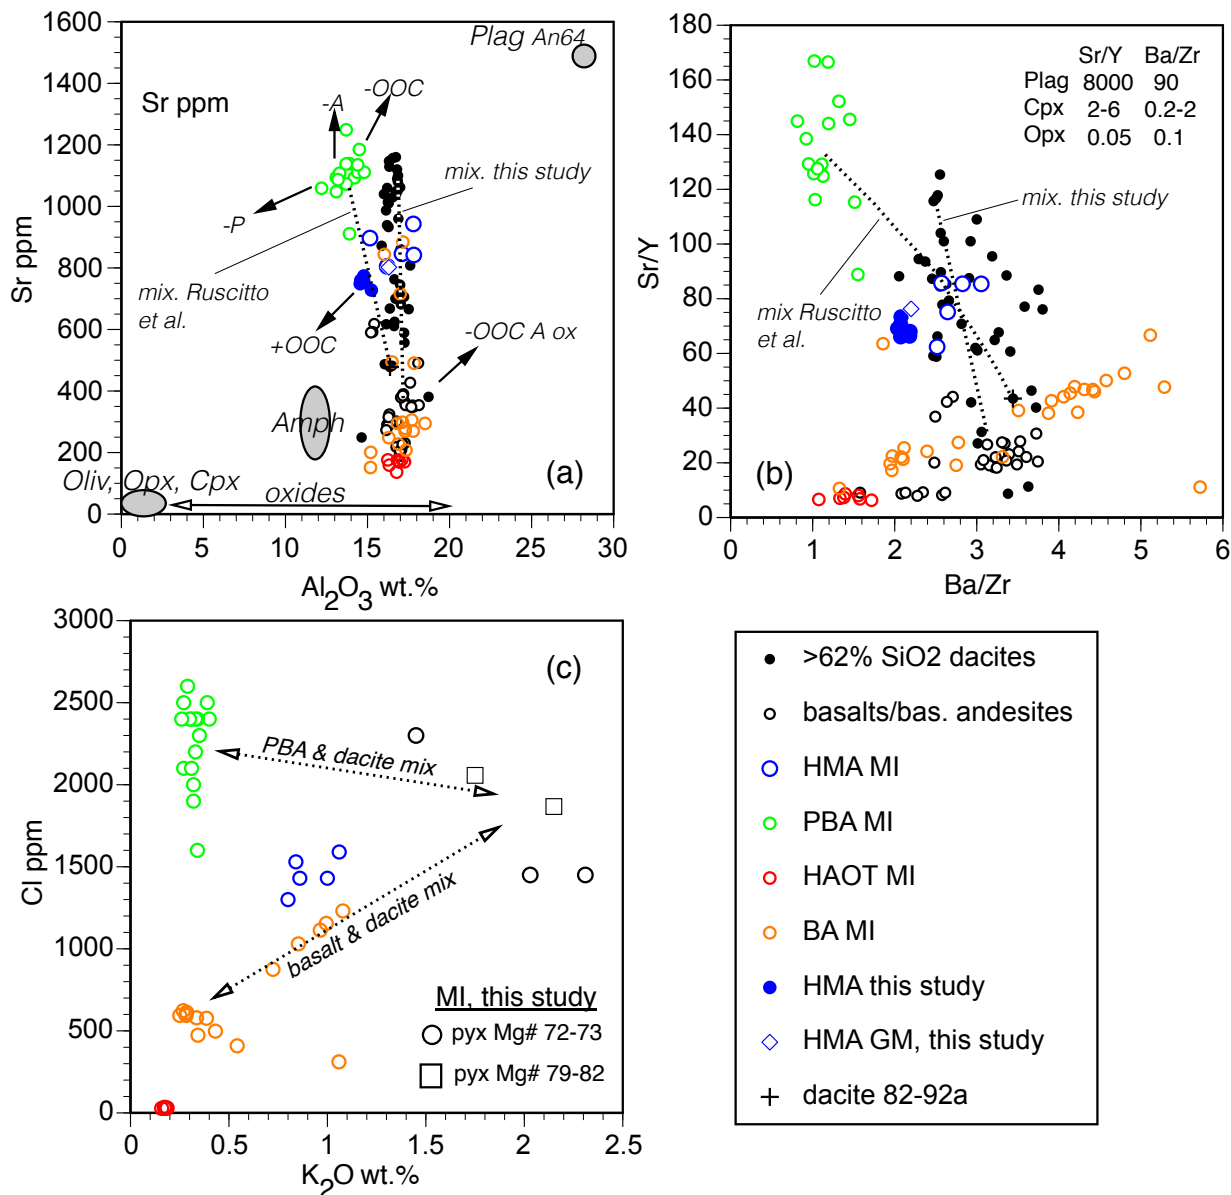 1600
1400
1200
1000
800
600
400
200
0
0
5
10
15
20
25
30
Sr ppm
Al2O3 wt.%
Sr ppm
Plag An64
-A
-OOC
mix. this study
-P
mix. Ruscitto
et al.
+OOC
-OOC A ox
Amph
Oliv, Opx, Cpx
oxides
(a)
180
160
140
120
100
80
60
40
20
0
0
1
2
3
4
5
6
Sr/Y
Ba/Zr
Sr/Y Ba/Zr
Plag 8000 90
Cpx 2-6 0.2-2
Opx 0.05 0.1
mix. this study
mix Ruscitto
et al.
(b)
3000
2500
2000
1500
1000
500
0
0
0.5
1
1.5
2
2.5
Cl ppm
K2O wt.%
(c)
PBA & dacite mix
basalt & dacite mix
MI, this study
pyx Mg# 72-73
pyx Mg# 79-82
>62% SiO2 dacites
basalts/bas. andesites
HMA MI
PBA MI
HAOT MI
BA MI
HMA this study
HMA GM, this study
dacite 82-92a